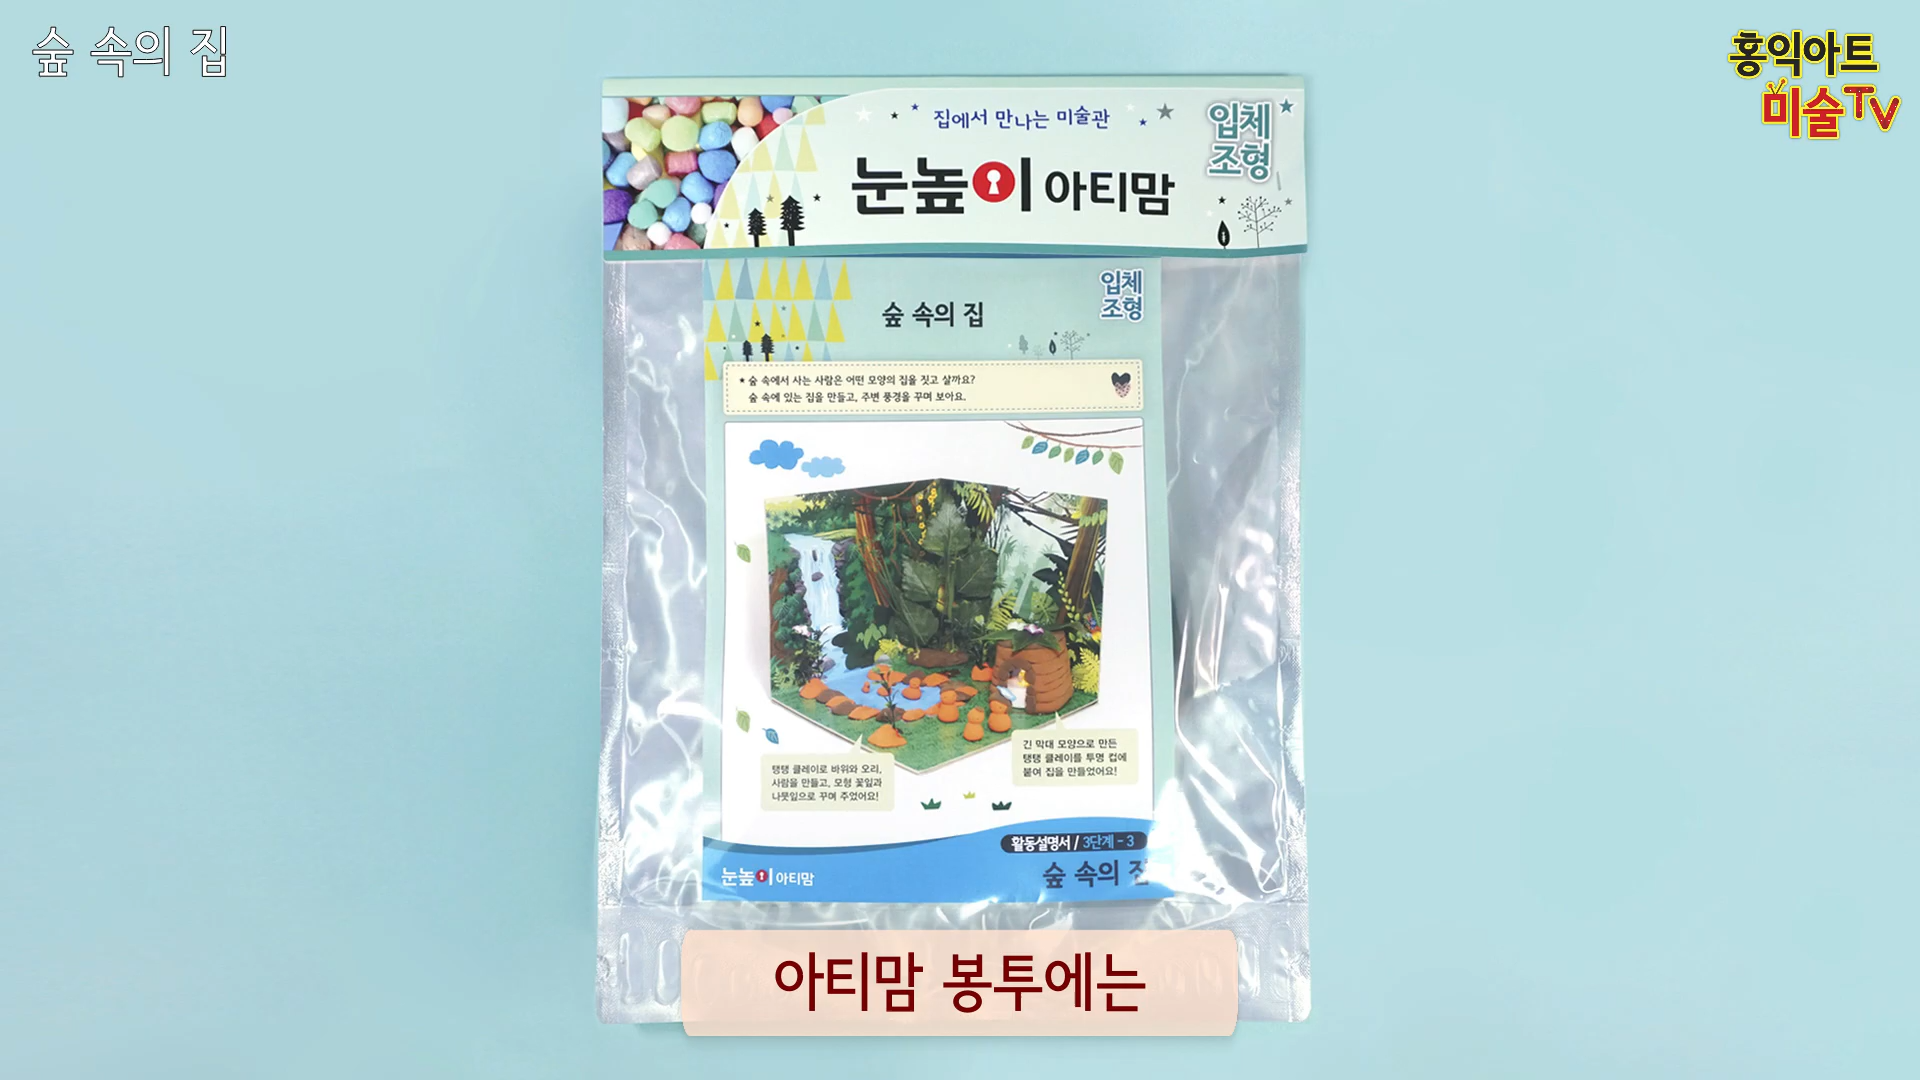 숲 속의 집
홍익아트
미술TV
집에서 만나는 미술관
눈높이 아티맘
입체
조형
숲 속의 집
입체
조형
★ 숲 속에서 사는 사람은 어떤 모양의 집을 짓고 살까요?
숲 속에 있는 집을 만들고, 주변 풍경을 꾸며 보아요.
탱탱 클레이로 바위와 오리,
사람을 만들고, 모형 꽃잎과
나뭇잎으로 꾸며 주었어요!
긴 막대 모양으로 만든
탱탱 클레이를 투명 컵에
붙여 집을 만들었어요!
활동설명서 / 3단계 - 3
눈높이 아티맘
숲 속의 집
아티맘 봉투에는